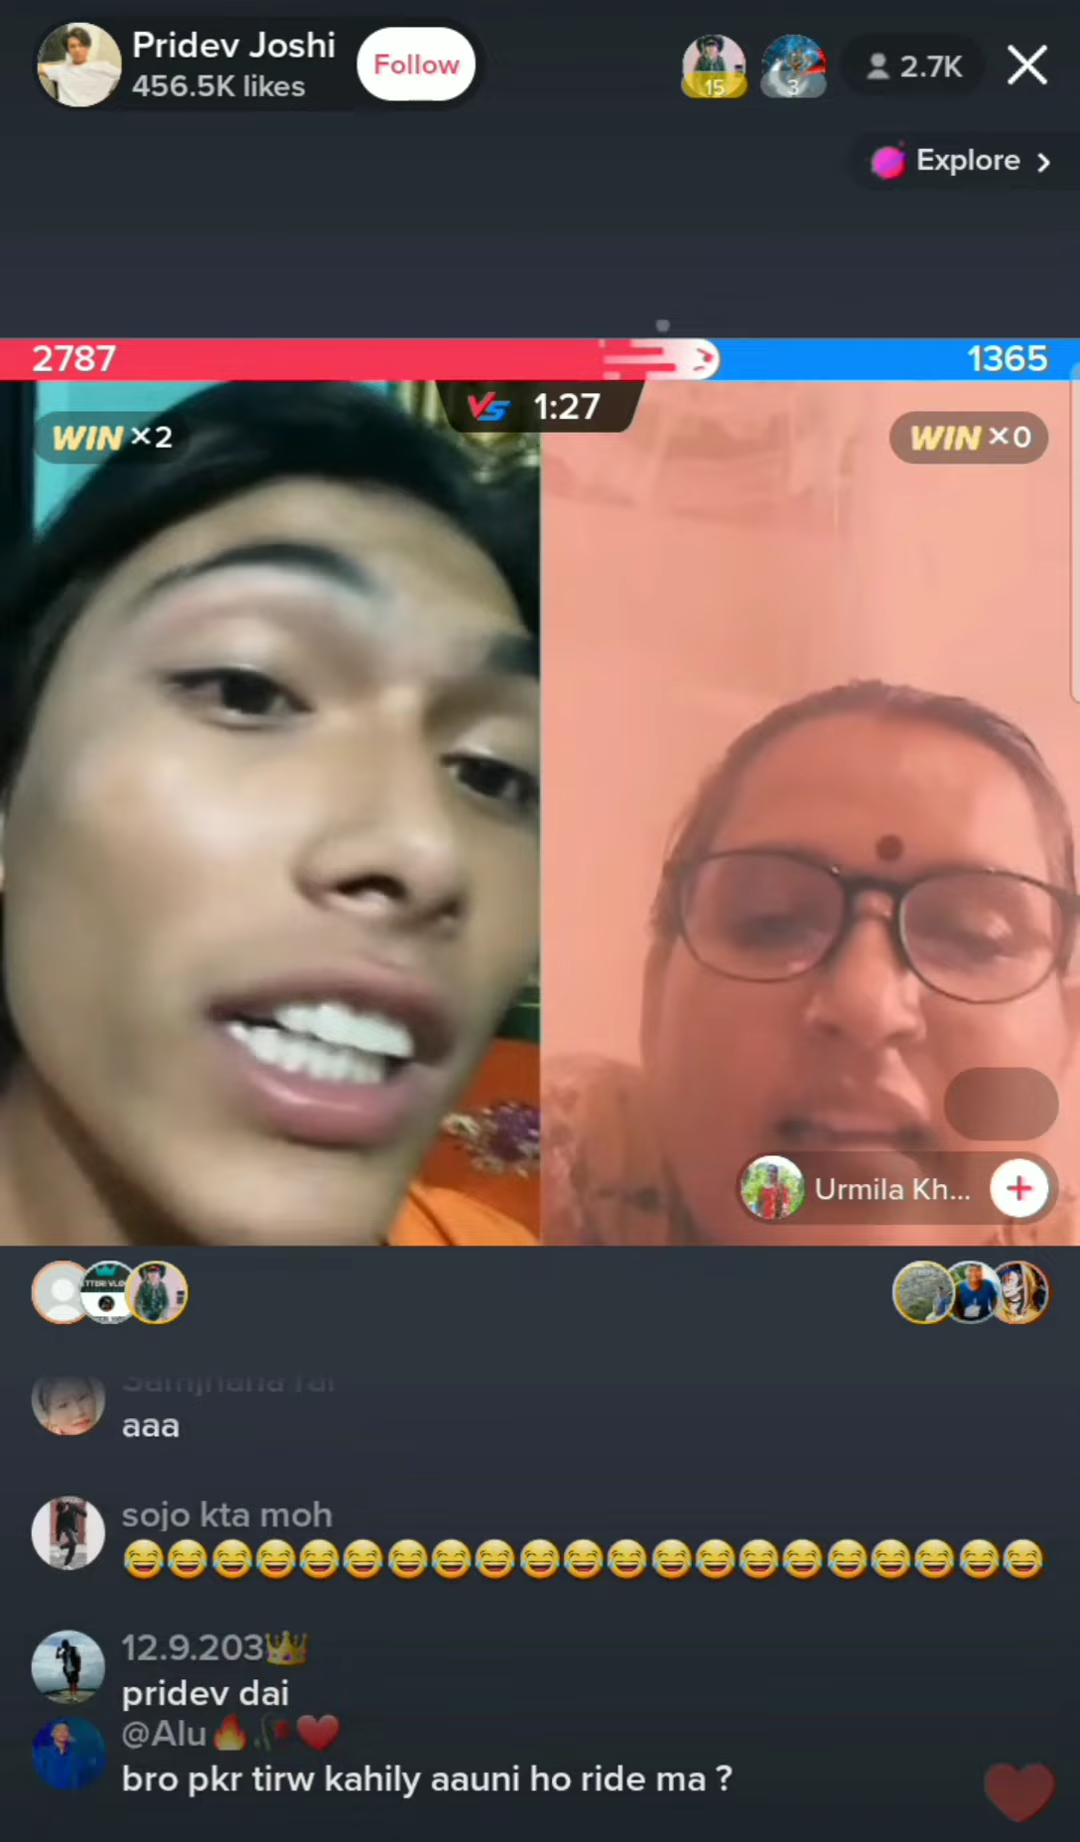 Pridev Joshi
456.5K likes
Follow
15
3
2.7K
Explore
2787
1365
WIN ×2
VS 1:27
WIN ×0
Urmila Kh...
aaa
sojo kta moh
😂😂😂😂😂😂😂😂😂😂😂😂😂😂😂😂😂😂😂😂😂
12.9.203👑
pridev dai
@Alu🔥🥀❤️
bro pkr tirw kahily aauni ho ride ma ?